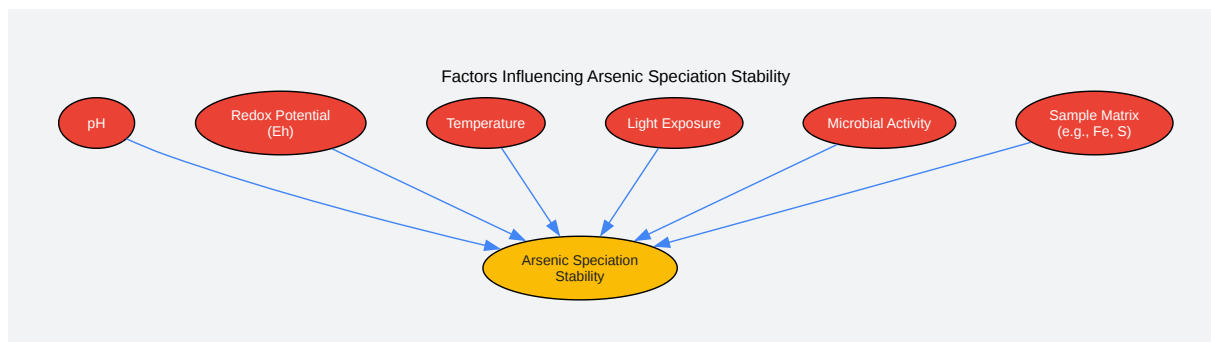 Factors Influencing Arsenic Speciation Stability
pH
Redox Potential
(Eh)
Temperature
Light Exposure
Microbial Activity
Sample Matrix
(e.g., Fe, S)
Arsenic Speciation
Stability